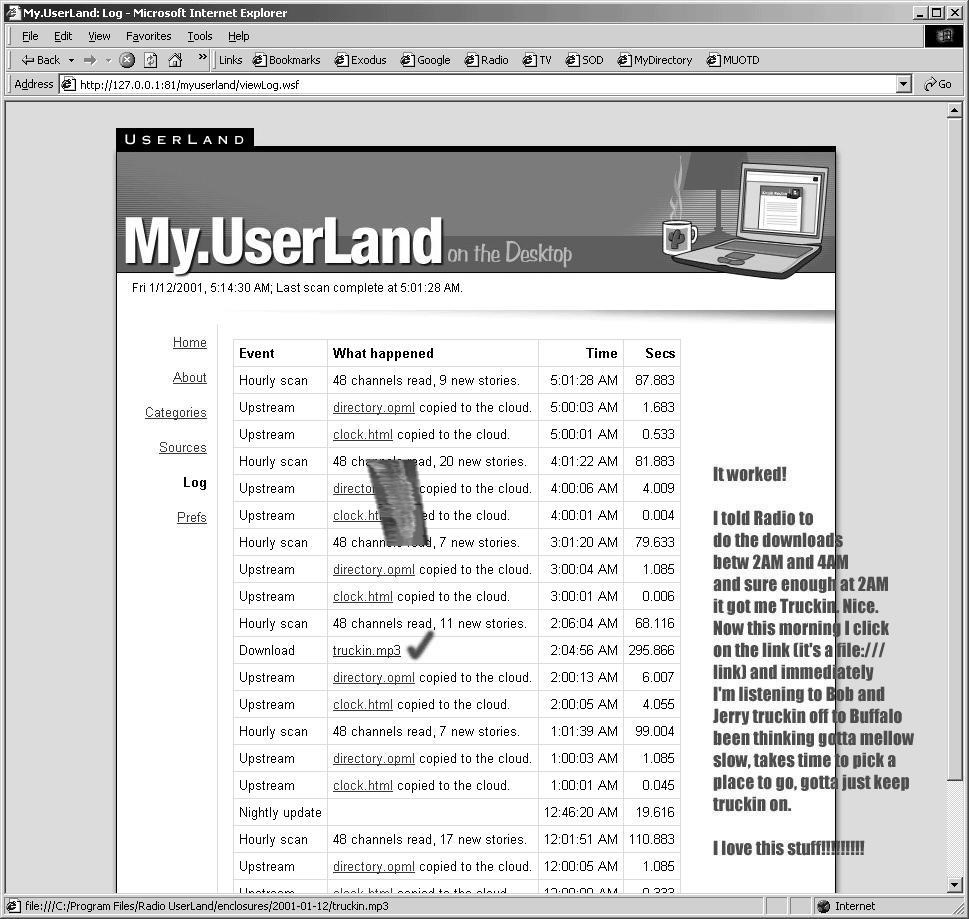 My.UserLand: Log - Microsoft Internet Explorer
File Edit View Favorites Tools Help
Back » Links Bookmarks Exodus Google Radio TV SOD MyDirectory MUOTD
Address http://127.0.0.1:81/myuserland/viewLog.wsf Go
USERLAND
My.UserLand on the Desktop
Fri 1/12/2001, 5:14:30 AM; Last scan complete at 5:01:28 AM.
Home
About
Categories
Sources
Log
Prefs
Event What happened Time Secs
Hourly scan 48 channels read, 9 new stories. 5:01:28 AM 87.883
Upstream directory.opml copied to the cloud. 5:00:03 AM 1.683
Upstream clock.html copied to the cloud. 5:00:01 AM 0.533
Hourly scan 48 channels read, 20 new stories. 4:01:22 AM 81.883
Upstream copied to the cloud. 4:00:06 AM 4.009
Upstream to the cloud. 4:00:01 AM 0.004
Hourly scan 48 channels read, 7 new stories. 3:01:20 AM 79.633
Upstream directory.opml copied to the cloud. 3:00:04 AM 1.085
Upstream clock.html copied to the cloud. 3:00:01 AM 0.006
Hourly scan 48 channels read, 11 new stories. 2:06:04 AM 68.116
Download truckin.mp3 2:04:56 AM 295.866
Upstream directory.opml copied to the cloud. 2:00:13 AM 6.007
Upstream clock.html copied to the cloud. 2:00:05 AM 4.055
Hourly scan 48 channels read, 7 new stories. 1:01:39 AM 99.004
Upstream directory.opml copied to the cloud. 1:00:03 AM 1.085
Upstream clock.html copied to the cloud. 1:00:01 AM 0.045
Nightly update 12:46:20 AM 19.616
Hourly scan 48 channels read, 17 new stories. 12:01:51 AM 110.883
Upstream directory.opml copied to the cloud. 12:00:05 AM 1.085
Upstream clock.html copied to the cloud. 12:00:00 AM 0.333
It worked!
I told Radio to
do the downloads
betw 2AM and 4AM
and sure enough at 2AM
it got me Truckin. Nice.
Now this morning I click
on the link (it's a file:///
link) and immediately
I'm listening to Bob and
Jerry truckin off to Buffalo
been thinking gotta mellow
slow, takes time to pick a
place to go, gotta just keep
truckin on.
I love this stuff!!!!!!!!!
file:///C:/Program Files/Radio UserLand/enclosures/2001-01-12/truckin.mp3 Internet